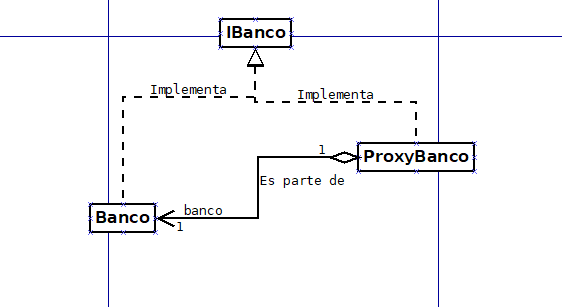 IBanco
Implementa
Implementa
1
ProxyBanco
Es parte de
Banco
banco
1